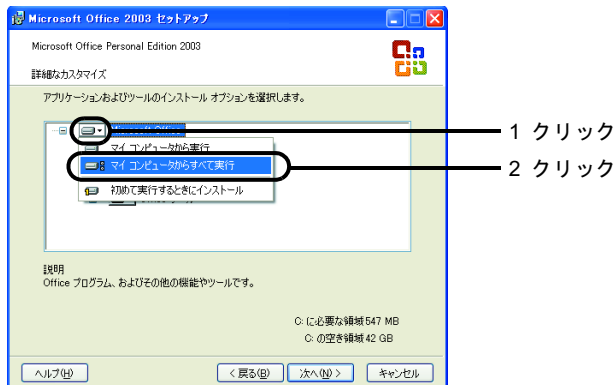 Microsoft Office 2003 セットアップ
Microsoft Office Personal Edition 2003
詳細なカスタマイズ
アプリケーションおよびツールのインストール オプションを選択します。
マイ コンピュータから実行
マイ コンピュータからすべて実行
初めて実行するときにインストール
1 クリック
2 クリック
説明
Office プログラム、およびその他の機能やツールです。
C: に必要な領域 547 MB
C: の空き領域 42 GB
ヘルプ(H)
< 戻る(B)
次へ(N) >
キャンセル